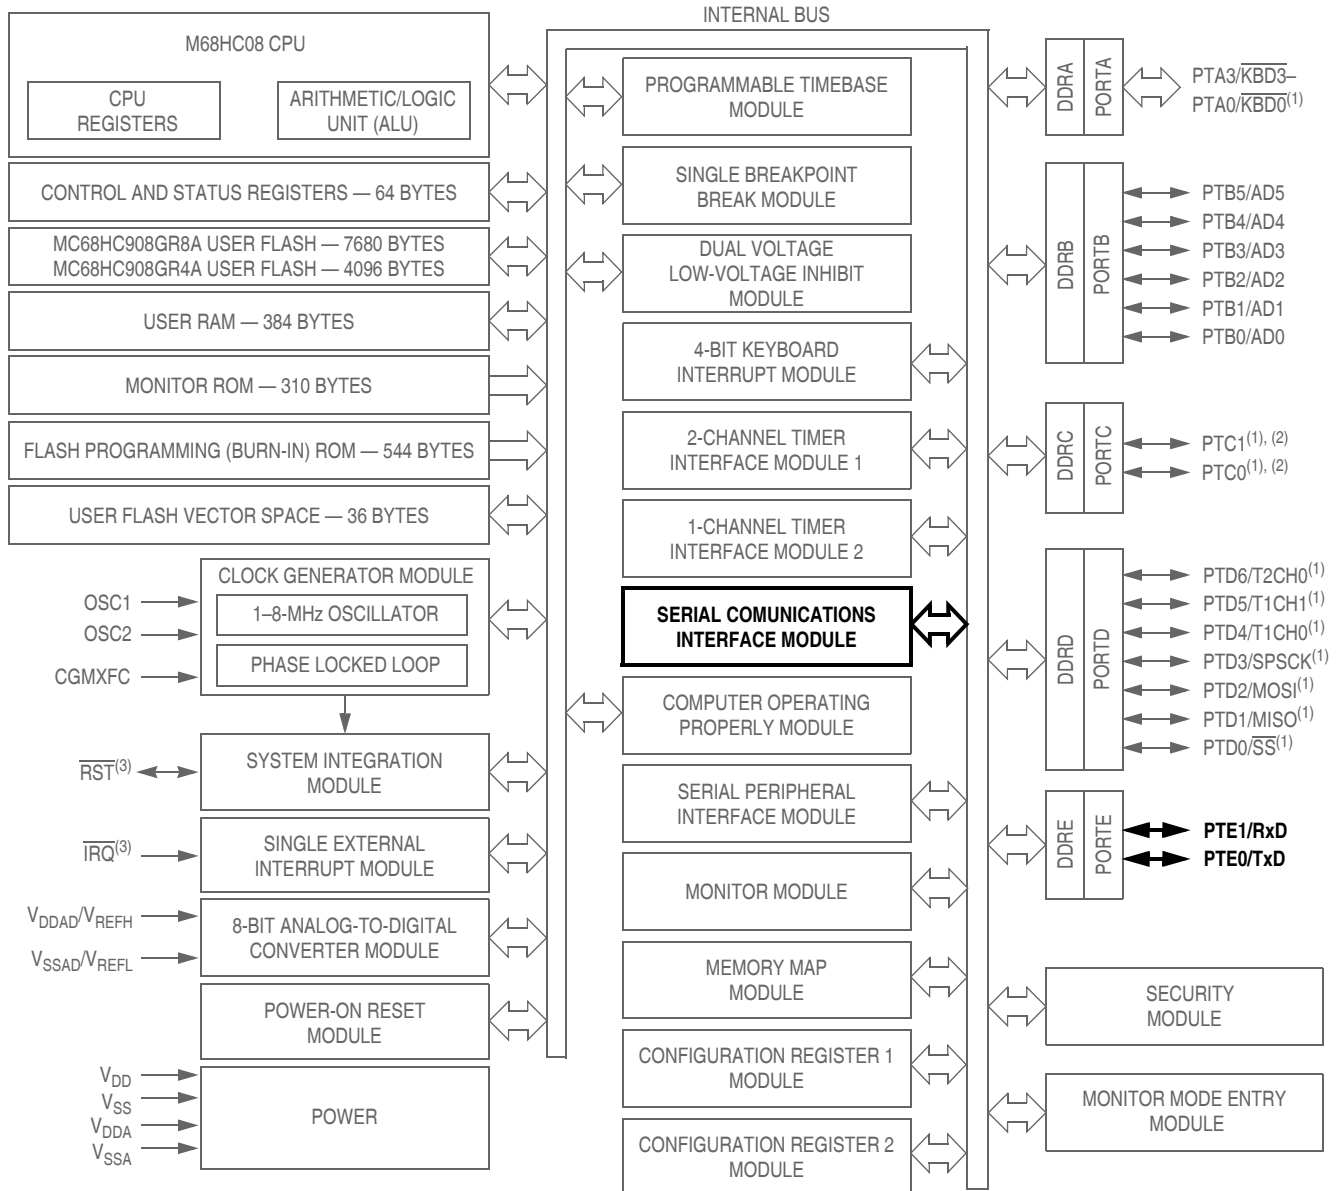 INTERNAL BUS
M68HC08 CPU
CPU
REGISTERS
ARITHMETIC/LOGIC
UNIT (ALU)
CONTROL AND STATUS REGISTERS — 64 BYTES
MC68HC908GR8A USER FLASH — 7680 BYTES
MC68HC908GR4A USER FLASH — 4096 BYTES
USER RAM — 384 BYTES
MONITOR ROM — 310 BYTES
FLASH PROGRAMMING (BURN-IN) ROM — 544 BYTES
USER FLASH VECTOR SPACE — 36 BYTES
CLOCK GENERATOR MODULE
1–8-MHz OSCILLATOR
PHASE LOCKED LOOP
OSC1
OSC2
CGMXFC
SYSTEM INTEGRATION
MODULE
RST(3)
SINGLE EXTERNAL
INTERRUPT MODULE
IRQ(3)
8-BIT ANALOG-TO-DIGITAL
CONVERTER MODULE
VDDAD/VREFH
VSSAD/VREFL
POWER-ON RESET
MODULE
POWER
VDD
VSS
VDDA
VSSA
PROGRAMMABLE TIMEBASE
MODULE
SINGLE BREAKPOINT
BREAK MODULE
DUAL VOLTAGE
LOW-VOLTAGE INHIBIT
MODULE
4-BIT KEYBOARD
INTERRUPT MODULE
2-CHANNEL TIMER
INTERFACE MODULE 1
1-CHANNEL TIMER
INTERFACE MODULE 2
SERIAL COMUNICATIONS
INTERFACE MODULE
COMPUTER OPERATING
PROPERLY MODULE
SERIAL PERIPHERAL
INTERFACE MODULE
MONITOR MODULE
MEMORY MAP
MODULE
CONFIGURATION REGISTER 1
MODULE
CONFIGURATION REGISTER 2
MODULE
DDRA
PORTA
PTA3/KBD3–
PTA0/KBD0(1)
DDRB
PORTB
PTB5/AD5
PTB4/AD4
PTB3/AD3
PTB2/AD2
PTB1/AD1
PTB0/AD0
DDRC
PORTC
PTC1(1), (2)
PTC0(1), (2)
DDRD
PORTD
PTD6/T2CH0(1)
PTD5/T1CH1(1)
PTD4/T1CH0(1)
PTD3/SPSCK(1)
PTD2/MOSI(1)
PTD1/MISO(1)
PTD0/SS(1)
DDRE
PORTE
PTE1/RxD
PTE0/TxD
SECURITY
MODULE
MONITOR MODE ENTRY
MODULE